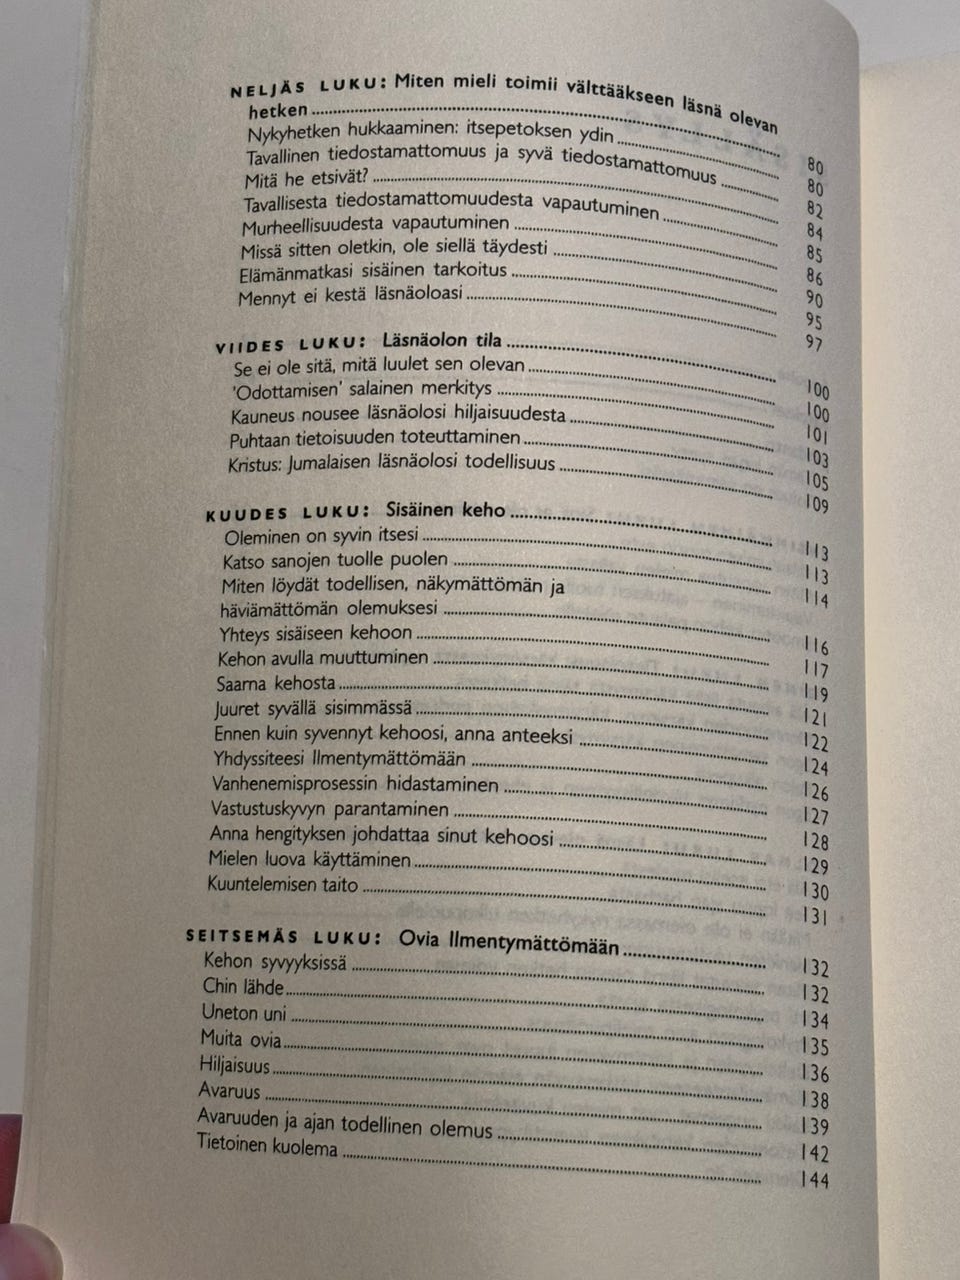 NELJÄS LUKU: Miten mieli toimii välttääkseen läsnä olevan
hetken 80
Nykyhetken hukkaaminen: itsepetoksen ydin 80
Tavallinen tiedostamattomuus ja syvä tiedostamattomuus 82
Mitä he etsivät? 84
Tavallisesta tiedostamattomuudesta vapautuminen 85
Murheellisuudesta vapautuminen 86
Missä sitten oletkin, ole siellä täydesti 90
Elämänmatkasi sisäinen tarkoitus 95
Mennyt ei kestä läsnäoloasi 97
VIIDES LUKU: Läsnäolon tila 100
Se ei ole sitä, mitä luulet sen olevan 100
'Odottamisen' salainen merkitys 101
Kauneus nousee läsnäolosi hiljaisuudesta 103
Puhtaan tietoisuuden toteuttaminen 105
Kristus: Jumalaisen läsnäolosi todellisuus 109
KUUDES LUKU: Sisäinen keho 113
Oleminen on syvin itsesi 113
Katso sanojen tuolle puolen 114
Miten löydät todellisen, näkymättömän ja
häviämättömän olemuksesi 116
Yhteys sisäiseen kehoon 117
Kehon avulla muuttuminen 119
Saarna kehosta 121
Juuret syvällä sisimmässä 122
Ennen kuin syvennyt kehoosi, anna anteeksi 124
Yhdyssiteesi Ilmentymättömään 126
Vanhenemisprosessin hidastaminen 127
Vastustuskyvyn parantaminen 128
Anna hengityksen johdattaa sinut kehoosi 129
Mielen luova käyttäminen 130
Kuuntelemisen taito 131
SEITSEMÄS LUKU: Ovia Ilmentymättömään 132
Kehon syvyyksissä 132
Chin lähde 134
Uneton uni 135
Muita ovia 136
Hiljaisuus 138
Avaruus 139
Avaruuden ja ajan todellinen olemus 142
Tietoinen kuolema 144